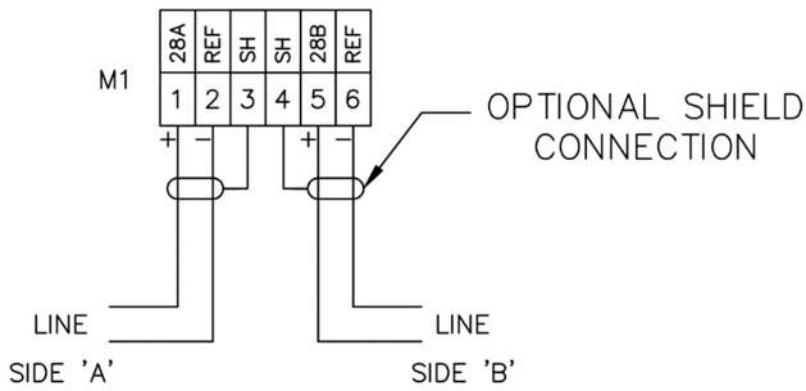 28A REF SH SH 28B REF
M1
1 2 3 4 5 6
+ − + −
OPTIONAL SHIELD
CONNECTION
LINE LINE
SIDE 'A' SIDE 'B'